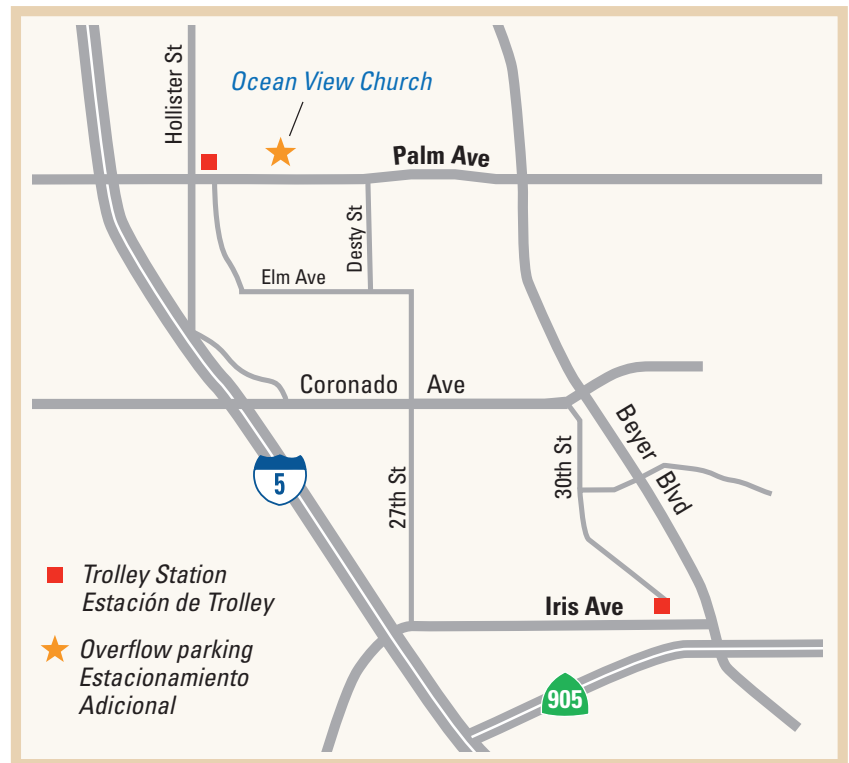 Hollister St
Ocean View Church
Palm Ave
Desty St
Elm Ave
Coronado Ave
Beyer Blvd
5
27th St
30th St
Trolley Station
Estación de Trolley
Iris Ave
Overflow parking
Estacionamiento
Adicional
905